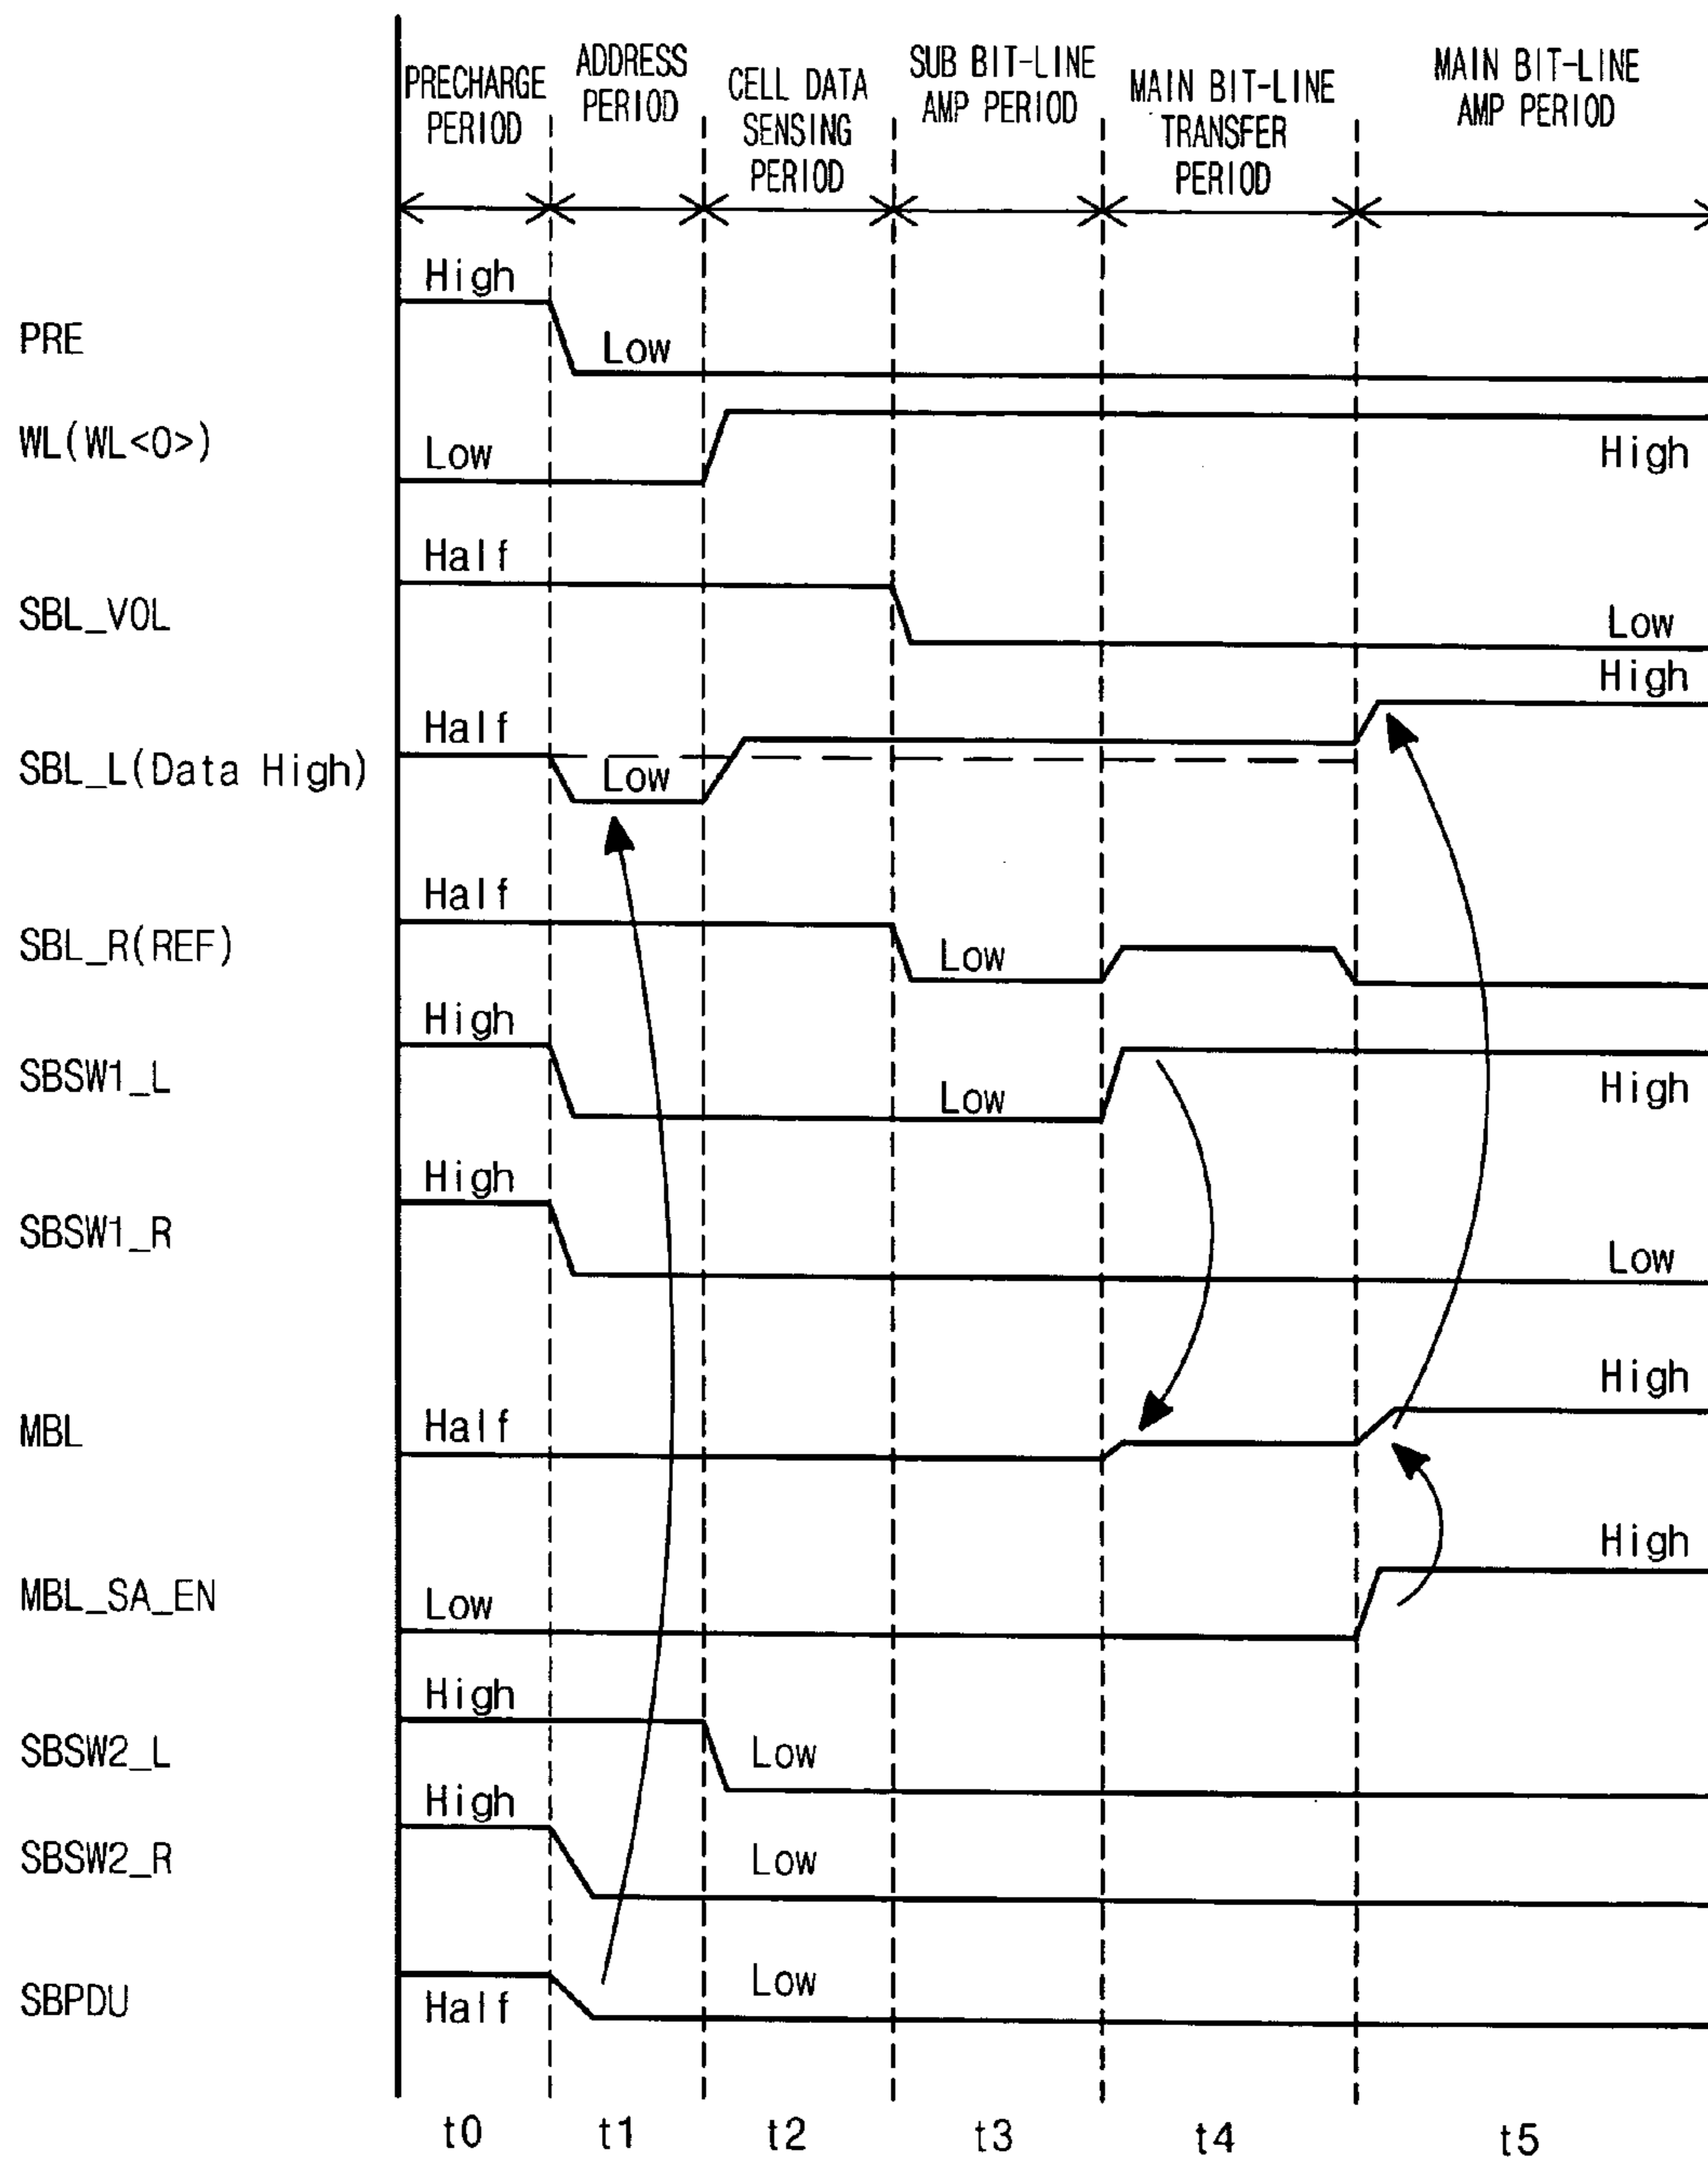 PRECHARGE
PERIOD
ADDRESS
PERIOD
CELL DATA
SENSING
PERIOD
SUB BIT-LINE
AMP PERIOD
MAIN BIT-LINE
TRANSFER
PERIOD
MAIN BIT-LINE
AMP PERIOD
PRE
High
Low
WL(WL<0>)
Low
High
SBL_VOL
Half
Low
SBL_L(Data High)
Half
Low
High
SBL_R(REF)
Half
Low
SBSW1_L
High
Low
High
SBSW1_R
High
Low
MBL
Half
High
MBL_SA_EN
Low
High
SBSW2_L
High
Low
SBSW2_R
High
Low
SBPDU
Half
Low
t0 t1 t2 t3 t4 t5